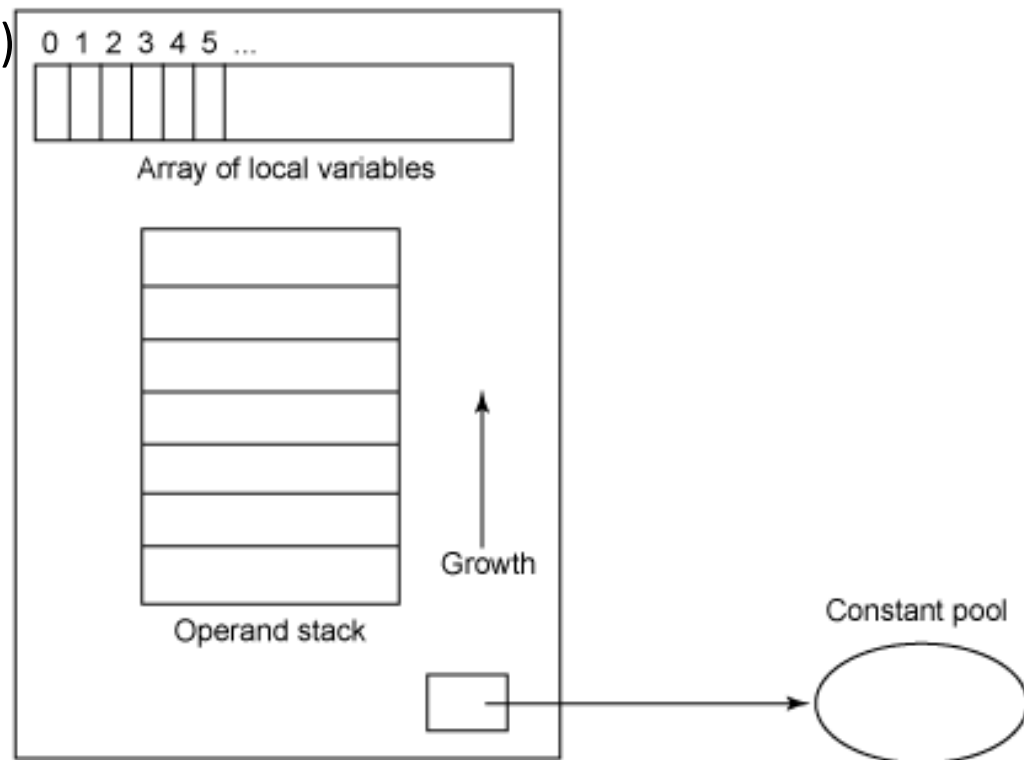 )
0 1 2 3 4 5 ...
Array of local variables
Growth
Operand stack
Constant pool